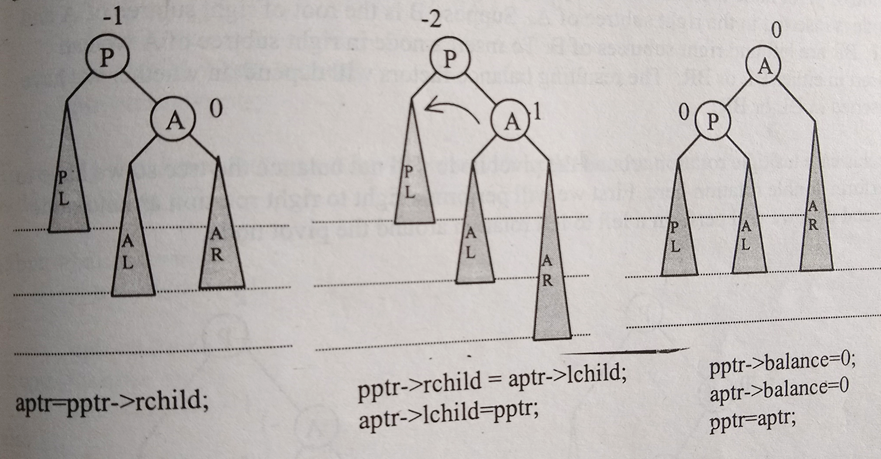 -1
P
A 0
P
L
A
L
A
R
aptr=pptr->rchild;
-2
P
A 1
P
L
A
L
A
R
pptr->rchild = aptr->lchild;
aptr->lchild=pptr;
0
A
0 P
P
L
A
L
A
R
pptr->balance=0;
aptr->balance=0
pptr=aptr;